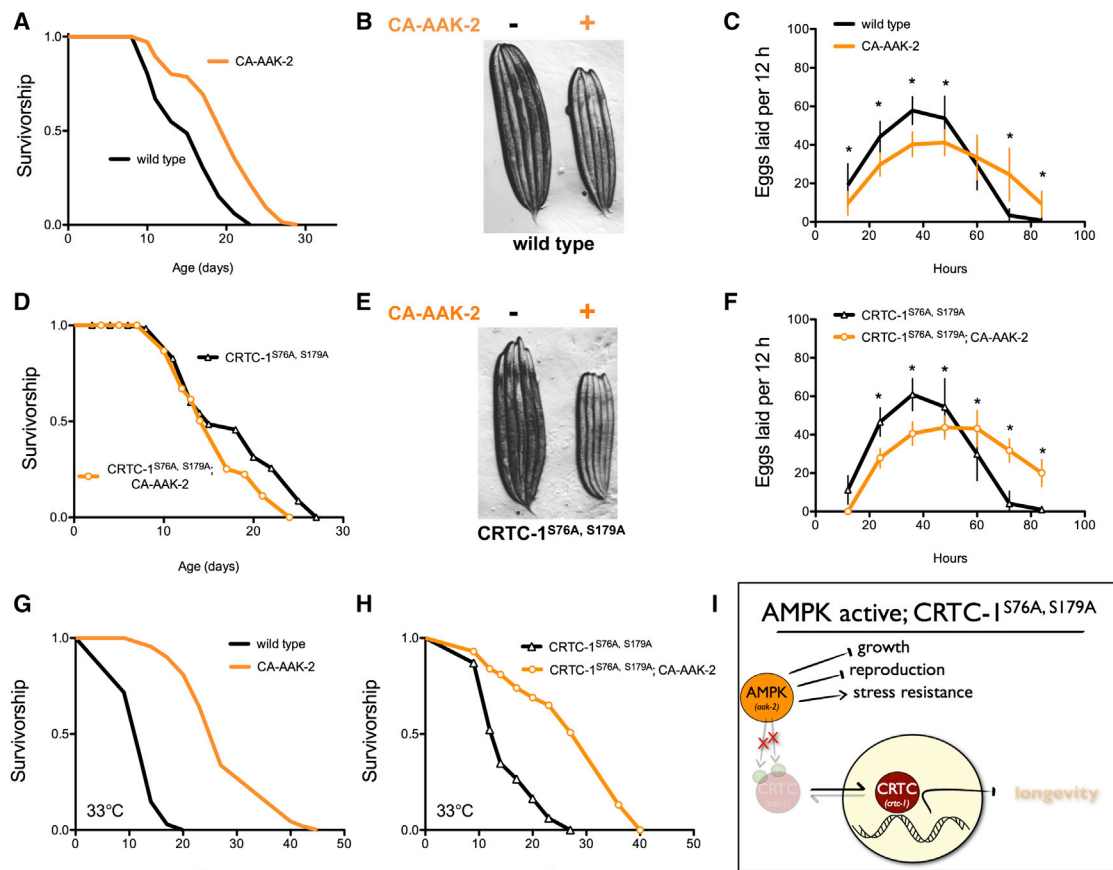 A
1.0
0.5
0.0
Survivorship
CA-AAK-2
wild type
0
10
20
30
Age (days)
B
CA-AAK-2 - +
wild type
C
wild type
CA-AAK-2
100
80
60
40
20
0
Eggs laid per 12 h
* * * * * *
0
20
40
60
80
100
Hours
D
1.0
0.5
0.0
Survivorship
CRTC-1S76A, S179A
CRTC-1S76A, S179A;
CA-AAK-2
0
10
20
30
Age (days)
E
CA-AAK-2 - +
CRTC-1S76A, S179A
F
CRTC-1S76A, S179A
CRTC-1S76A, S179A; CA-AAK-2
100
80
60
40
20
0
Eggs laid per 12 h
* * * * * *
0
20
40
60
80
100
Hours
G
1.0
0.5
0.0
Survivorship
wild type
CA-AAK-2
33°C
0
10
20
30
40
50
H
1.0
0.5
0.0
Survivorship
CRTC-1S76A, S179A
CRTC-1S76A, S179A; CA-AAK-2
33°C
0
10
20
30
40
50
I
AMPK active; CRTC-1S76A, S179A
growth
reproduction
stress resistance
AMPK
(aak-2)
X X
CRTC
(crtc-1)
CRTC
(crtc-1)
longevity